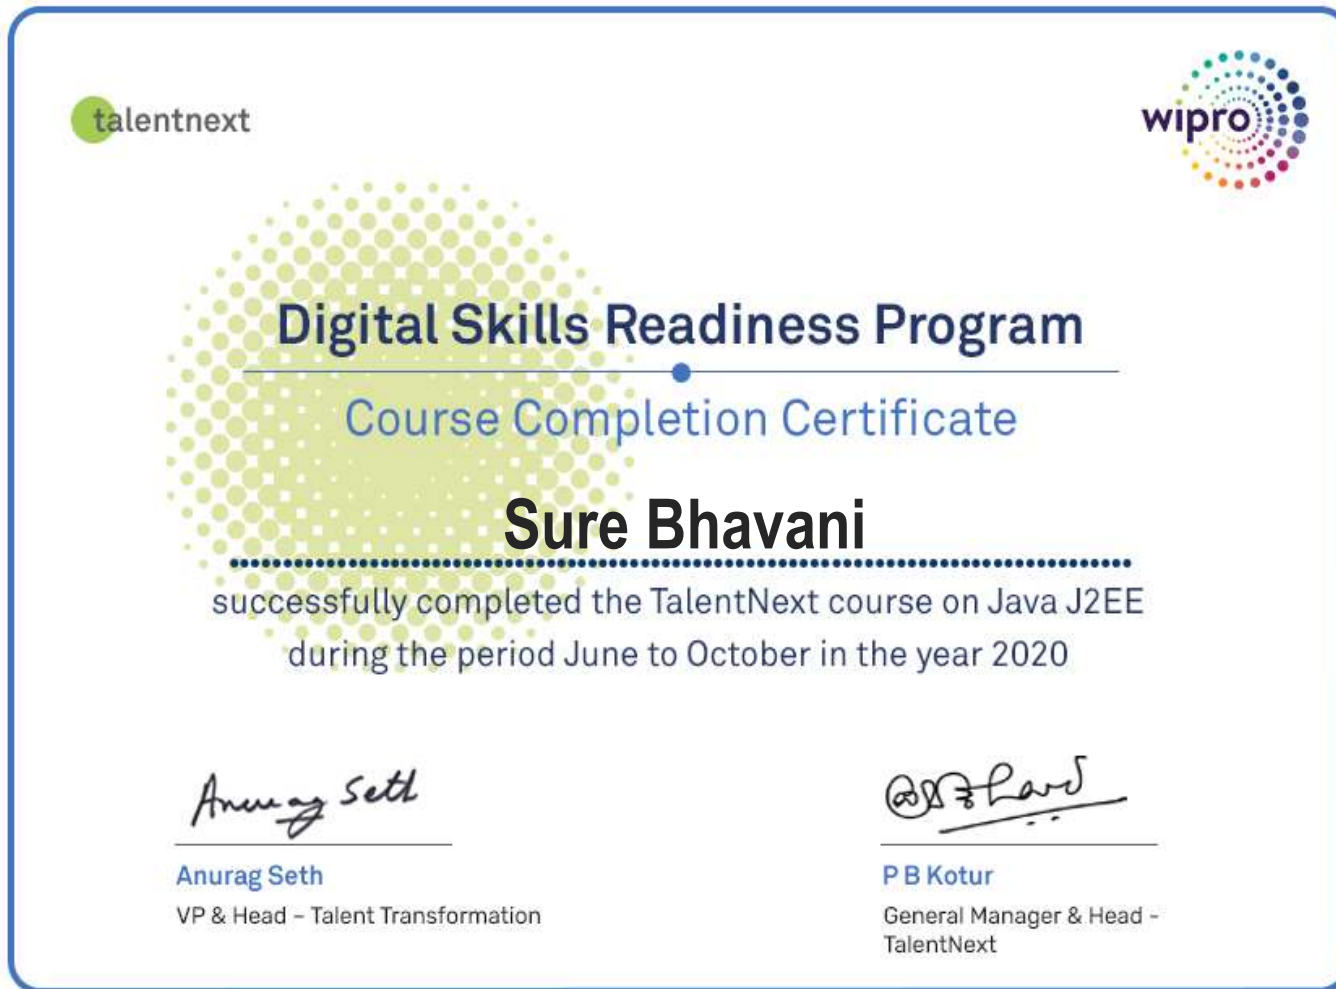 talentnext
wipro
Digital Skills Readiness Program
Course Completion Certificate
Sure Bhavani
successfully completed the TalentNext course on Java J2EE
during the period June to October in the year 2020
Anurag Seth
Anurag Seth
VP & Head – Talent Transformation
P B Kotur
General Manager & Head -
TalentNext